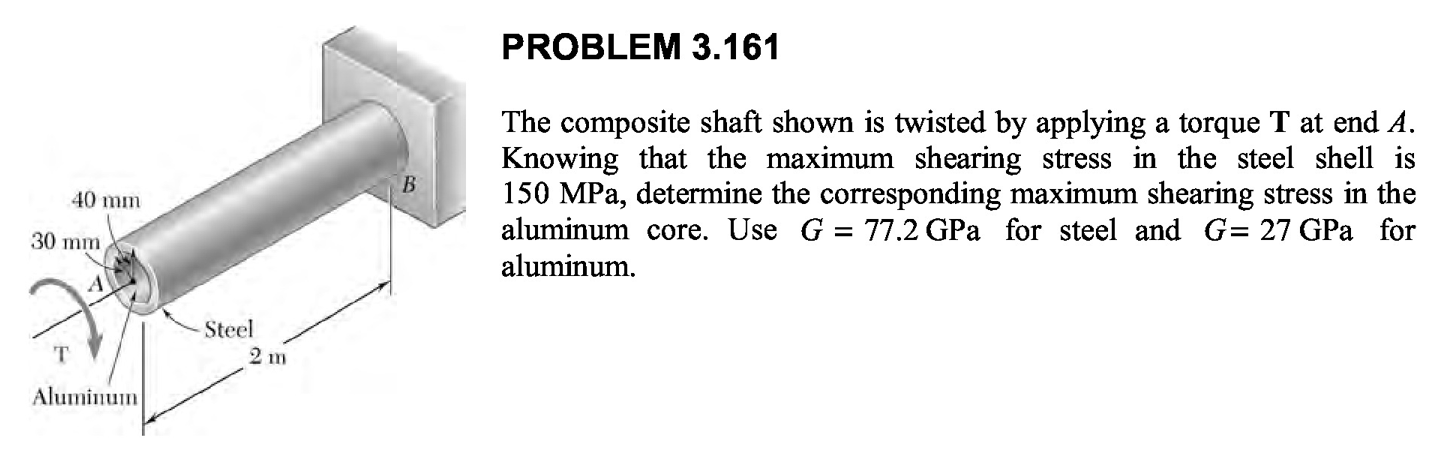 PROBLEM 3.161
The composite shaft shown is twisted by applying a torque T at end A.
Knowing that the maximum shearing stress in the steel shell is
150 MPa, determine the corresponding maximum shearing stress in the
aluminum core. Use G = 77.2 GPa for steel and G= 27 GPa for
aluminum.
40 mm
30 mm
A
B
T
Steel
2 m
Aluminum